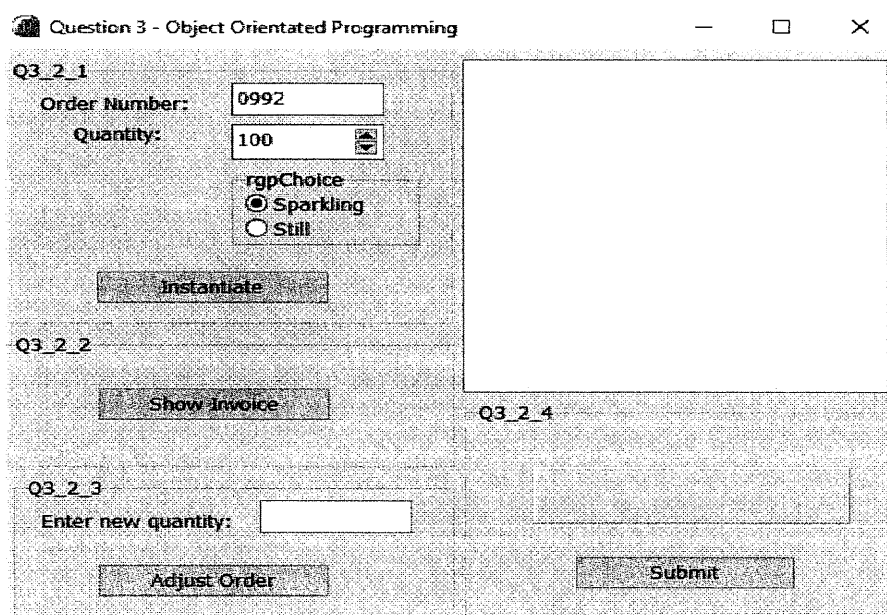 Question 3 - Object Orientated Programming
Q3_2_1
Order Number: 0992
Quantity: 100
rgpChoice
Sparkling
Still
Instantiate
Q3_2_2
Show Invoice
Q3_2_3
Enter new quantity:
Adjust Order
Q3_2_4
Submit